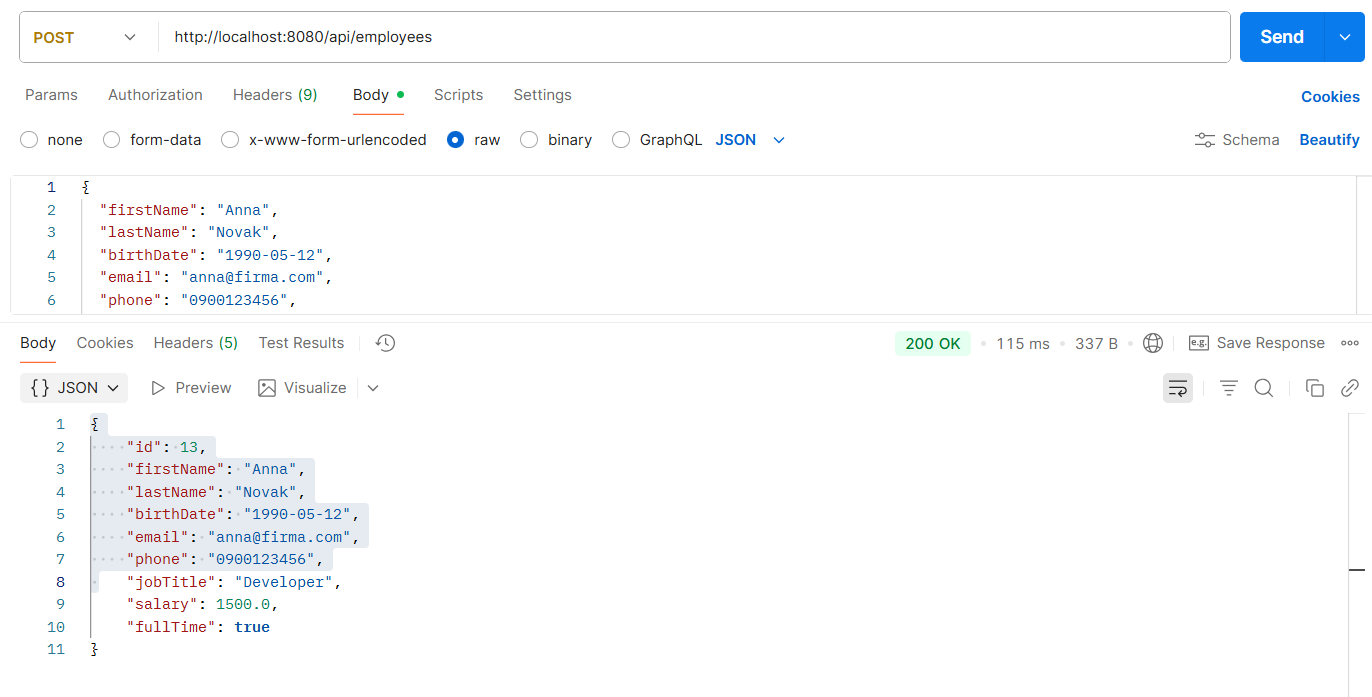 POST http://localhost:8080/api/employees Send
Params Authorization Headers (9) Body Scripts Settings Cookies
none form-data x-www-form-urlencoded raw binary GraphQL JSON Schema Beautify
1 {
2 "firstName": "Anna",
3 "lastName": "Novak",
4 "birthDate": "1990-05-12",
5 "email": "anna@firma.com",
6 "phone": "0900123456",
Body Cookies Headers (5) Test Results 200 OK • 115 ms • 337 B • e.g. Save Response
{} JSON Preview Visualize
1 {
2 "id": 13,
3 "firstName": "Anna",
4 "lastName": "Novak",
5 "birthDate": "1990-05-12",
6 "email": "anna@firma.com",
7 "phone": "0900123456",
8 "jobTitle": "Developer",
9 "salary": 1500.0,
10 "fullTime": true
11 }